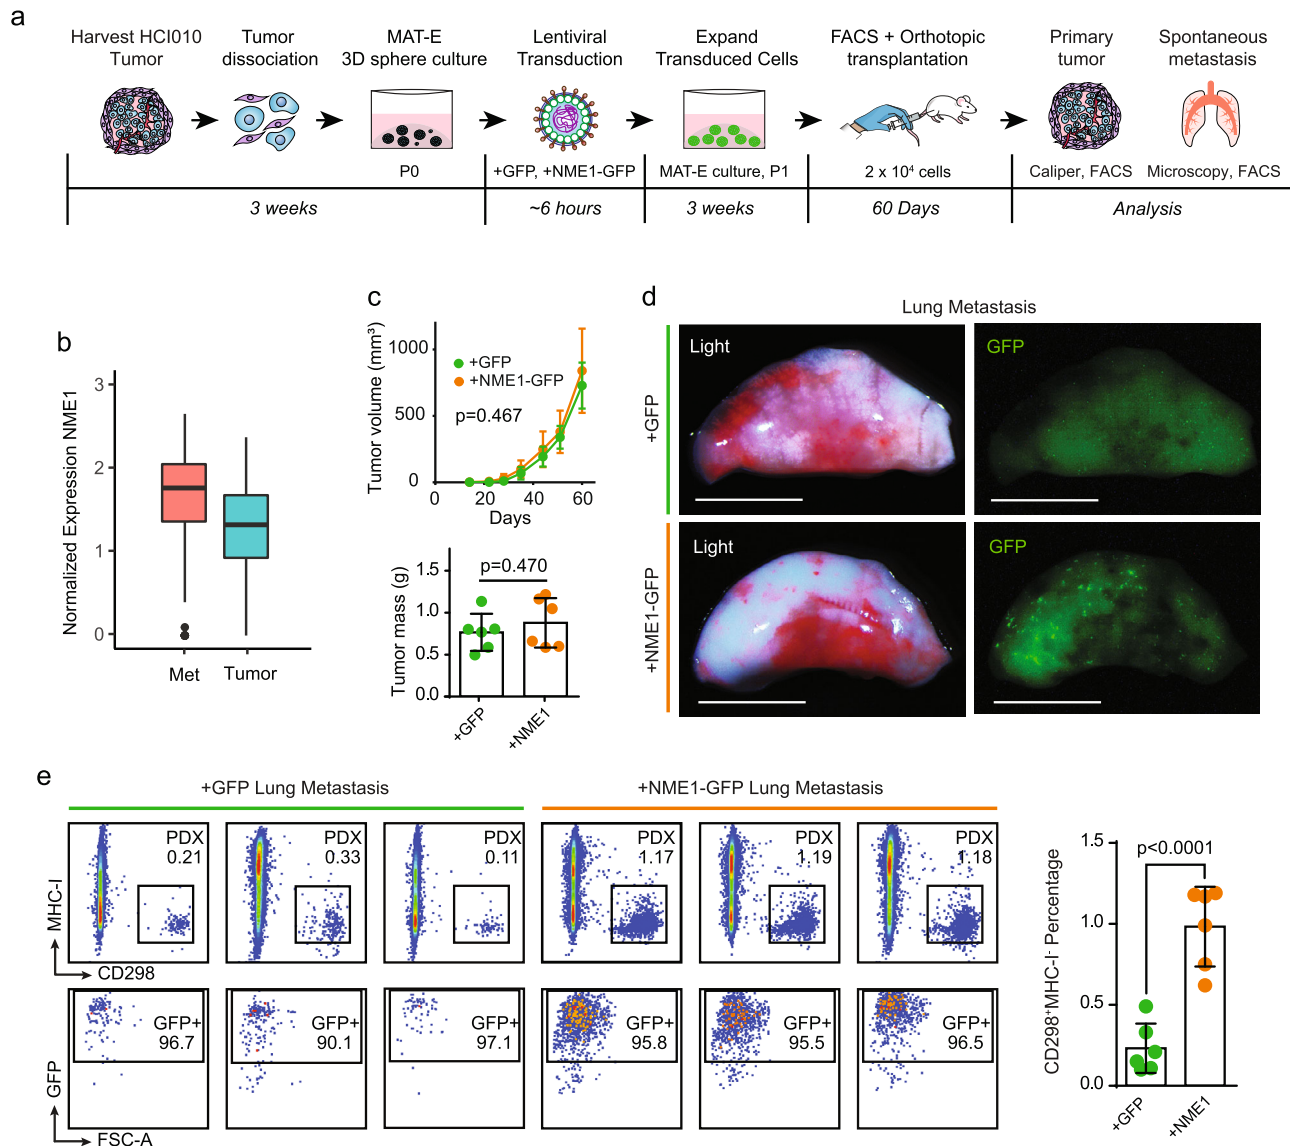 a
Harvest HCI010
Tumor
Tumor
dissociation
MAT-E
3D sphere culture
Lentiviral
Transduction
Expand
Transduced Cells
FACS + Orthotopic
transplantation
Primary
tumor
Spontaneous
metastasis
P0
+GFP, +NME1-GFP
MAT-E culture, P1
2 x 10⁴ cells
Caliper, FACS
Microscopy, FACS
3 weeks
~6 hours
3 weeks
60 Days
Analysis
b
Normalized Expression NME1
3
2
1
0
Met
Tumor
c
Tumor volume (mm³)
1000
500
0
+GFP
+NME1-GFP
p=0.467
0
20
40
60
Days
Tumor mass (g)
1.5
1.0
0.5
0.0
p=0.470
+GFP
+NME1
d
Lung Metastasis
+GFP
Light
GFP
+NME1-GFP
Light
GFP
e
+GFP Lung Metastasis
+NME1-GFP Lung Metastasis
PDX
0.21
PDX
0.33
PDX
0.11
PDX
1.17
PDX
1.19
PDX
1.18
MHC-I
CD298
GFP+
96.7
GFP+
90.1
GFP+
97.1
GFP+
95.8
GFP+
95.5
GFP+
96.5
GFP
FSC-A
CD298⁺MHC-I⁻ Percentage
1.5
1.0
0.5
0.0
p<0.0001
+GFP
+NME1